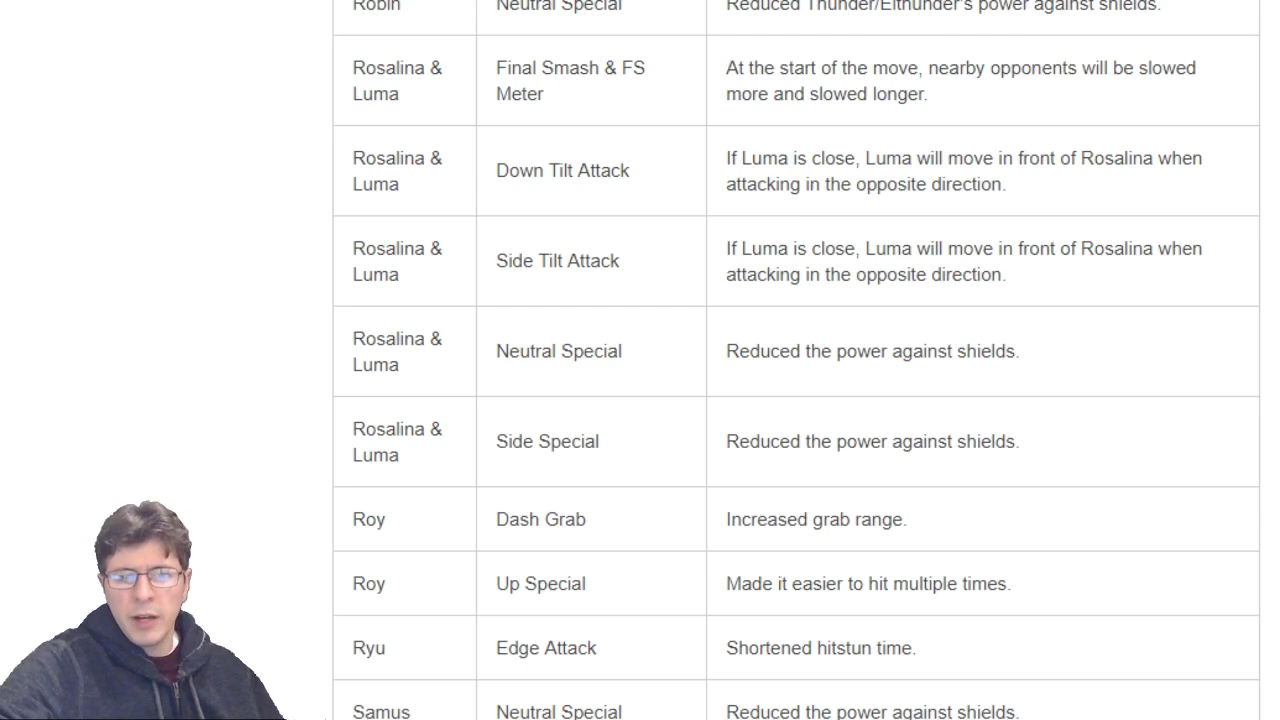 Robin Neutral Special Reduced Thunder/Elthunder's power against shields.
Rosalina & Luma Final Smash & FS Meter At the start of the move, nearby opponents will be slowed
more and slowed longer.
Rosalina & Luma Down Tilt Attack If Luma is close, Luma will move in front of Rosalina when
attacking in the opposite direction.
Rosalina & Luma Side Tilt Attack If Luma is close, Luma will move in front of Rosalina when
attacking in the opposite direction.
Rosalina & Luma Neutral Special Reduced the power against shields.
Rosalina & Luma Side Special Reduced the power against shields.
Roy Dash Grab Increased grab range.
Roy Up Special Made it easier to hit multiple times.
Ryu Edge Attack Shortened hitstun time.
Samus Neutral Special Reduced the power against shields.